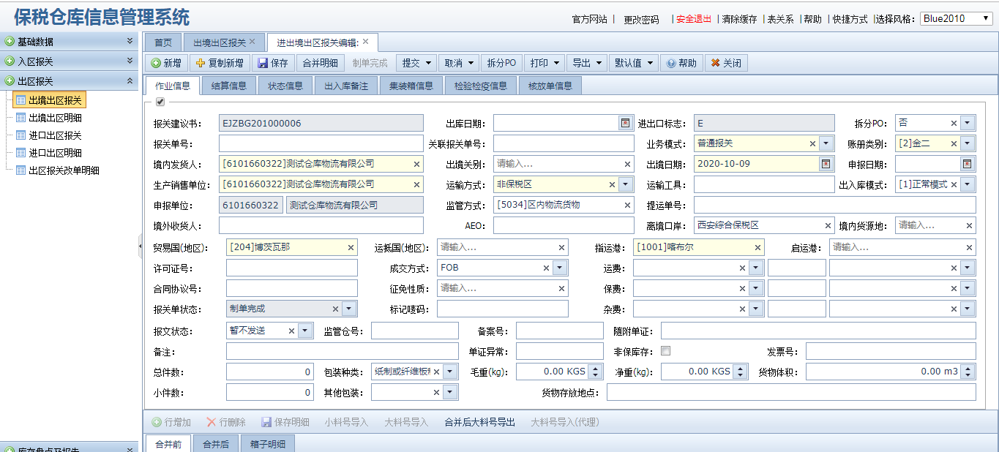 保税仓库信息管理系统
官方网站 | 更改密码 | 安全退出 | 清除缓存 | 表关系 | 帮助 | 快捷方式 | 选择风格: Blue2010
基础数据
入区报关
出区报关
出境出区报关
出境出区明细
进口出区报关
进口出区明细
出区报关改单明细
首页 出境出区报关 进出境出区报关编辑:
新增 复制新增 保存 合并明细 制单完成 提交 取消 拆分PO 打印 导出 默认值 帮助 关闭
作业信息 结算信息 状态信息 出入库备注 集装箱信息 检验检疫信息 核放单信息
报关建议书: EJZBG201000006 出库日期: 进出口标志: E 拆分PO: 否
报关单号: 关联报关单号: 业务模式: 普通报关 账册类别: [2]金二
境内发货人: [6101660322]测试仓库物流有限公司 出境关别: 请输入... 出境日期: 2020-10-09 申报日期:
生产销售单位: [6101660322]测试仓库物流有限公司 运输方式: 非保税区 运输工具: 出入库模式: [1]正常模式
申报单位: 6101660322 测试仓库物流有限公司 监管方式: [5034]区内物流货物 提运单号:
境外收货人: AEO: 离境口岸: 西安综合保税区 境内货源地: 请输入...
贸易国(地区): [204]博茨瓦那 运抵国(地区): 请输入... 指运港: [1001]喀布尔 启运港: 请输入...
许可证号: 成交方式: FOB 运费:
合同协议号: 征免性质: 请输入... 保费:
报关单状态: 制单完成 标记唛码: 杂费:
报文状态: 暂不发送 监管仓号: 备案号: 随附单证:
备注: 单证异常: 非保库存: 发票号:
总件数: 0 包装种类: 纸制或纤维板 毛重(kg): 0.00 KGS 净重(kg): 0.00 KGS 货物体积: 0.00 m3
小件数: 0 其他包装: 货物存放地点:
行增加 行删除 保存明细 小料号导入 大料号导入 合并后大料号导出 大料号导入(代理)
合并前 合并后 箱子明细